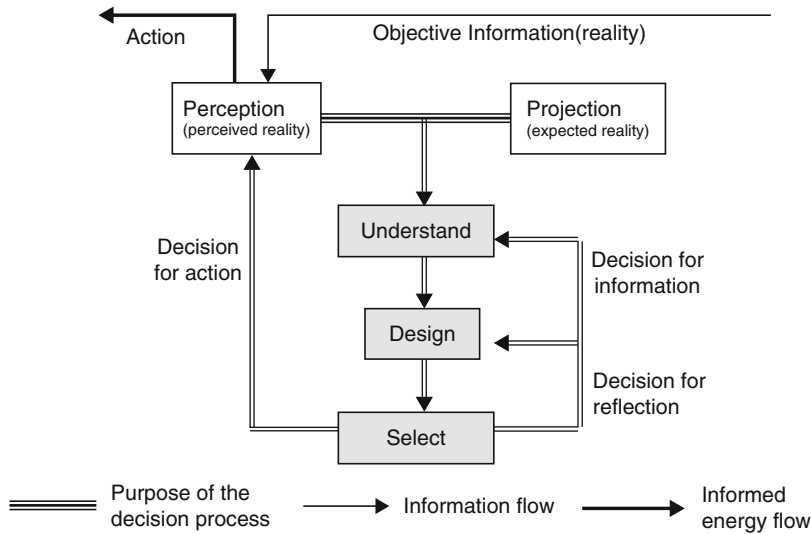 Action
Objective Information(reality)
Perception
(perceived reality)
Projection
(expected reality)
Understand
Decision
for action
Decision for
information
Design
Decision for
reflection
Select
Purpose of the
decision process
Information flow
Informed
energy flow